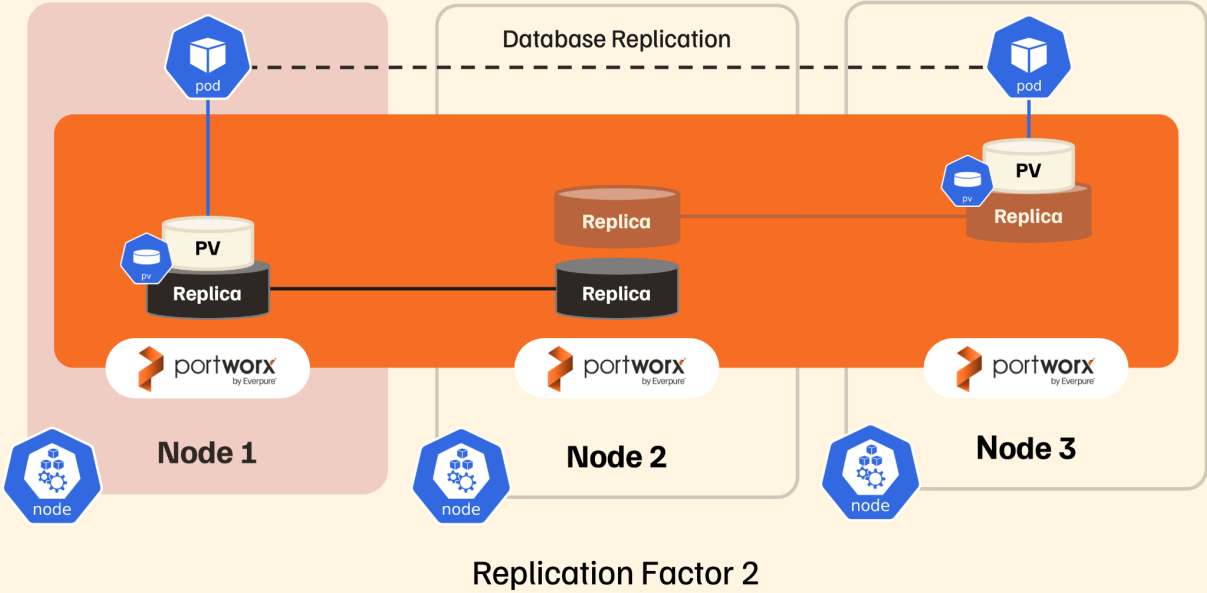 Database Replication
pod
pod
PV
pv
Replica
Replica
PV
pv
Replica
Replica
portworx
by Everpure
portworx
by Everpure
portworx
by Everpure
Node 1
Node 2
Node 3
node
node
node
Replication Factor 2